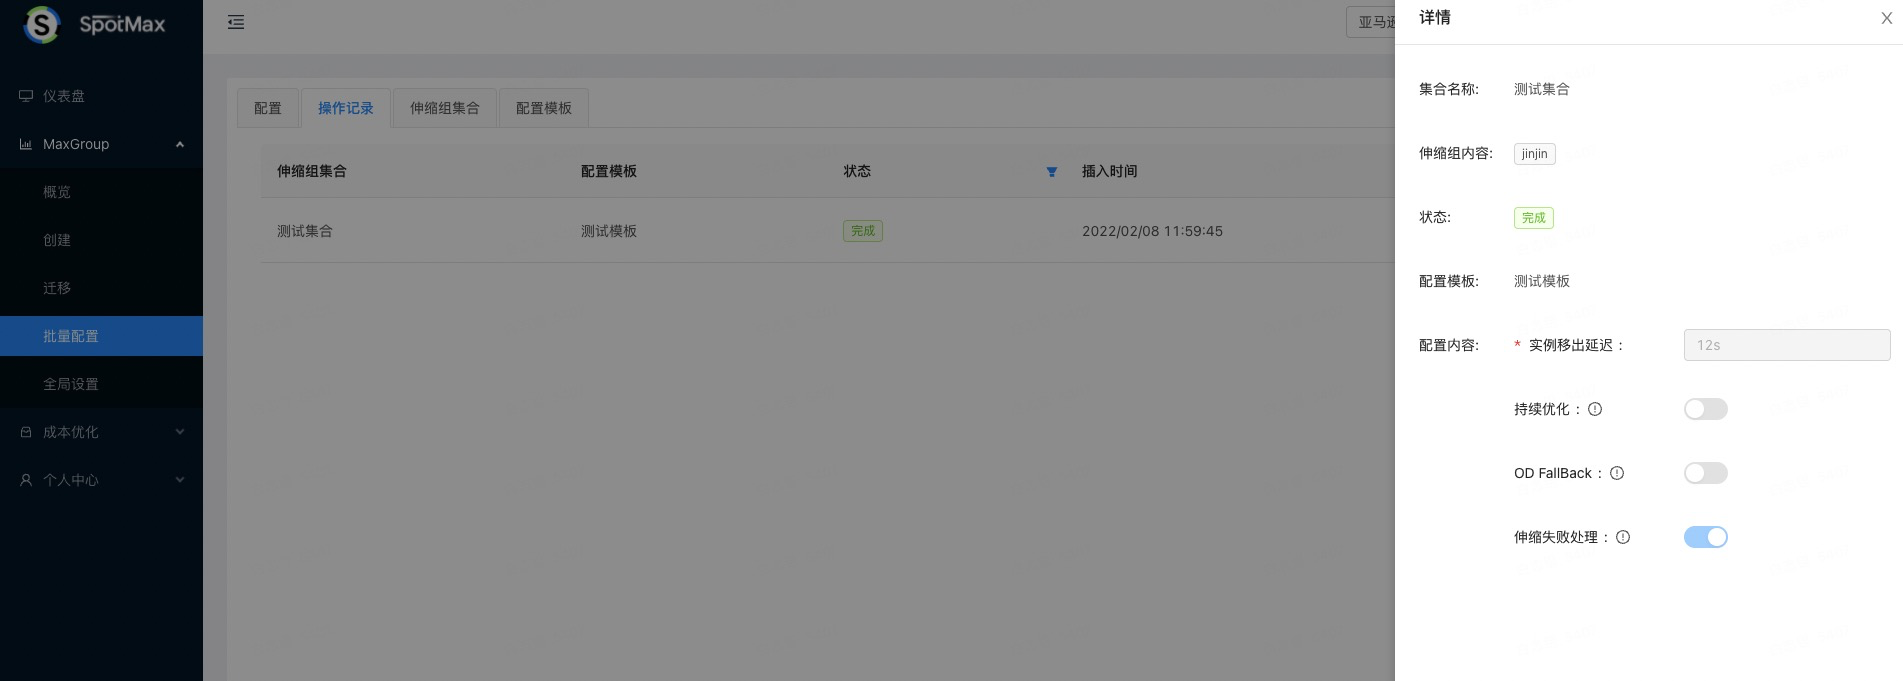 SpotMax
亚马逊
仪表盘
MaxGroup
概览
创建
迁移
批量配置
全局设置
成本优化
个人中心
配置 操作记录 伸缩组集合 配置模板
伸缩组集合 配置模板 状态 插入时间
测试集合 测试模板 完成 2022/02/08 11:59:45
详情
集合名称: 测试集合
伸缩组内容: jinjin
状态: 完成
配置模板: 测试模板
配置内容: * 实例移出延迟： 12s
持续优化：
OD FallBack：
伸缩失败处理：